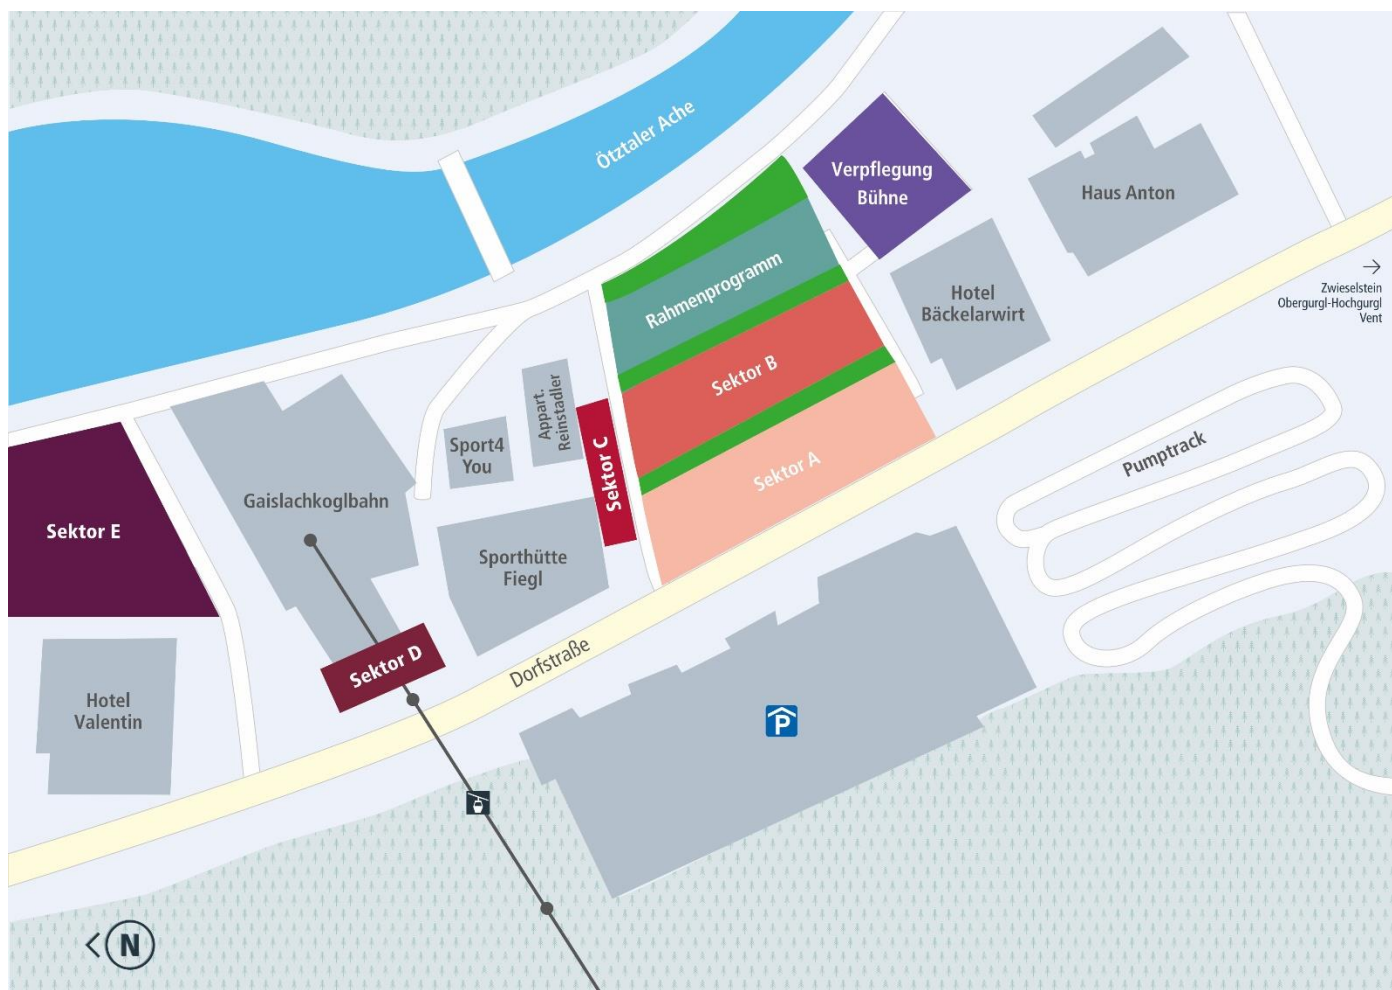 Ötztaler Ache
Verpflegung
Bühne
Haus Anton
Rahmenprogramm
Hotel
Bäckelarwirt
Zwieselstein
Obergurgl-Hochgurgl
Vent
Sektor B
Appart.
Reinstadler
Sport4
You
Sektor C
Sektor A
Pumptrack
Gaislachkoglbahn
Sektor E
Sporthütte
Fiegl
Sektor D
Dorfstraße
Hotel
Valentin
P
N